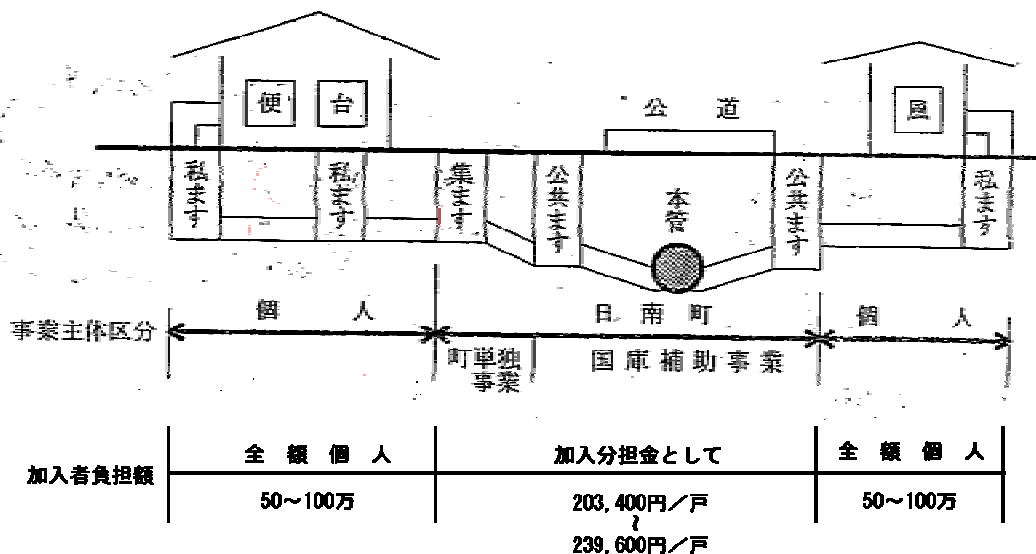 便
台
公道
風
私ます
私ます
集ます
公共ます
本管
公共ます
私ます
事業主体区分
個人
日南町
個人
町単独
事業
国庫補助事業
加入者負担額
全額個人
加入分担金として
全額個人
50~100万
203,400円/戸
~
239,600円/戸
50~100万